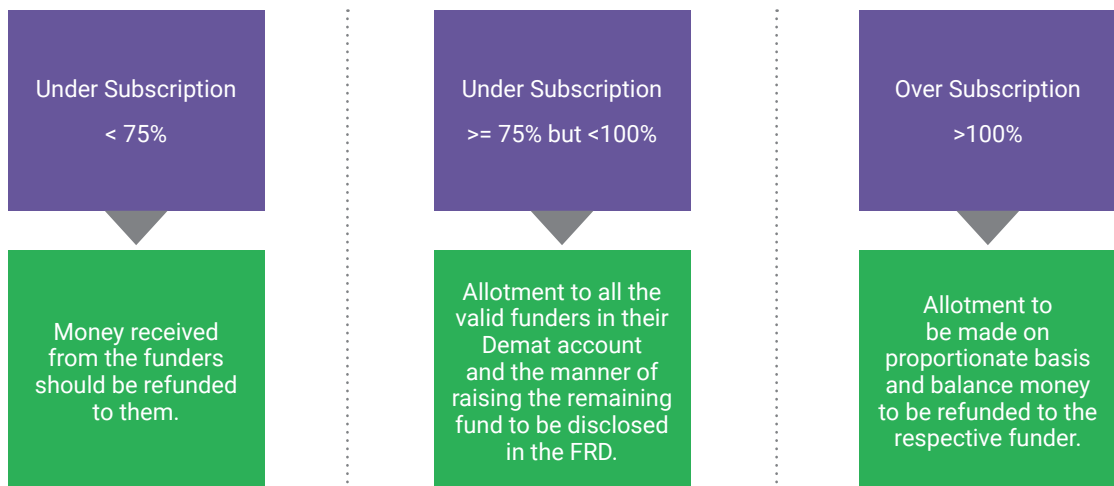 Under Subscription
< 75%
Money received
from the funders
should be refunded
to them.
Under Subscription
>= 75% but <100%
Allotment to all the
valid funders in their
Demat account
and the manner of
raising the remaining
fund to be disclosed
in the FRD.
Over Subscription
>100%
Allotment to
be made on
proportionate basis
and balance money
to be refunded to the
respective funder.